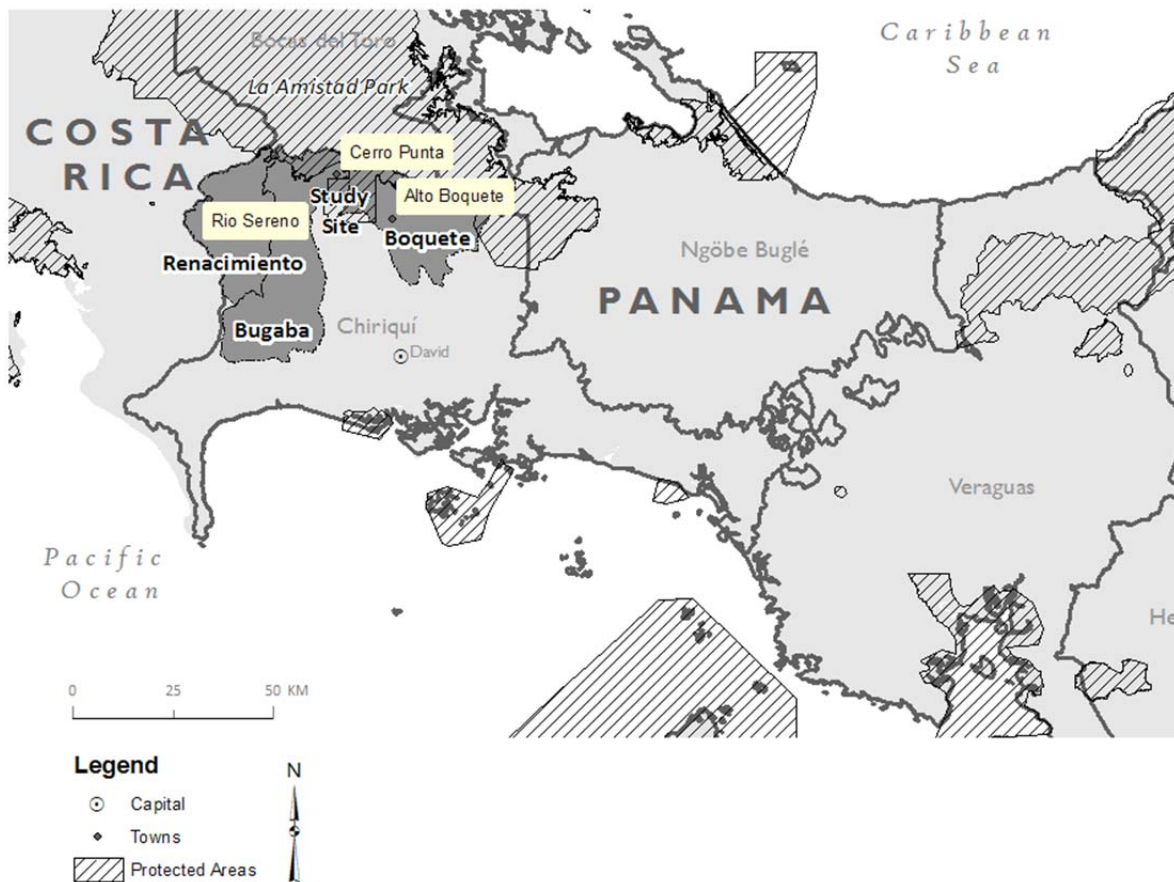 Caribbean
Sea
Bocas del Toro
La Amistad Park
COSTA
RICA
Cerro Punta
Study
Site
Alto Boquete
Rio Sereno
Boquete
Renacimiento
Ngöbe Buglé
PANAMA
Bugaba
Chiriquí
David
Veraguas
Pacific
Ocean
He
0 25 50 KM
Legend
N
Capital
Towns
Protected Areas